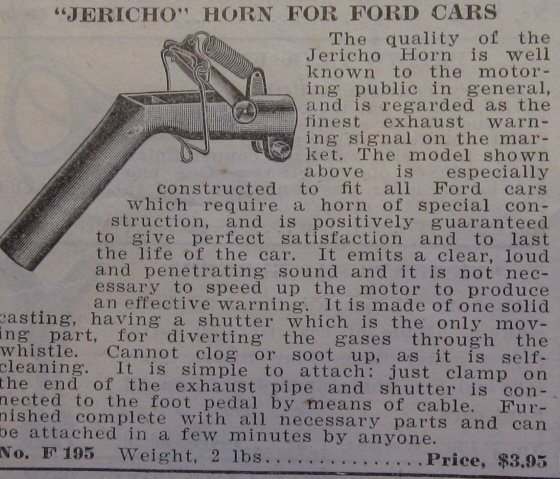 "JERICHO" HORN FOR FORD CARS
The quality of the
Jericho Horn is well
known to the motor-
ing public in general,
and is regarded as the
finest exhaust warn-
ing signal on the mar-
ket. The model shown
above is especially
constructed to fit all Ford cars
which require a horn of special con-
struction, and is positively guaranteed
to give perfect satisfaction and to last
the life of the car. It emits a clear, loud
and penetrating sound and it is not nec-
essary to speed up the motor to produce
an effective warning. It is made of one solid
casting, having a shutter which is the only mov-
ing part, for diverting the gases through the
whistle. Cannot clog or soot up, as it is self-
cleaning. It is simple to attach: just clamp on
the end of the exhaust pipe and shutter is con-
nected to the foot pedal by means of cable. Fur-
nished complete with all necessary parts and can
be attached in a few minutes by anyone.
No. F 195 Weight, 2 lbs...............Price, $3.95